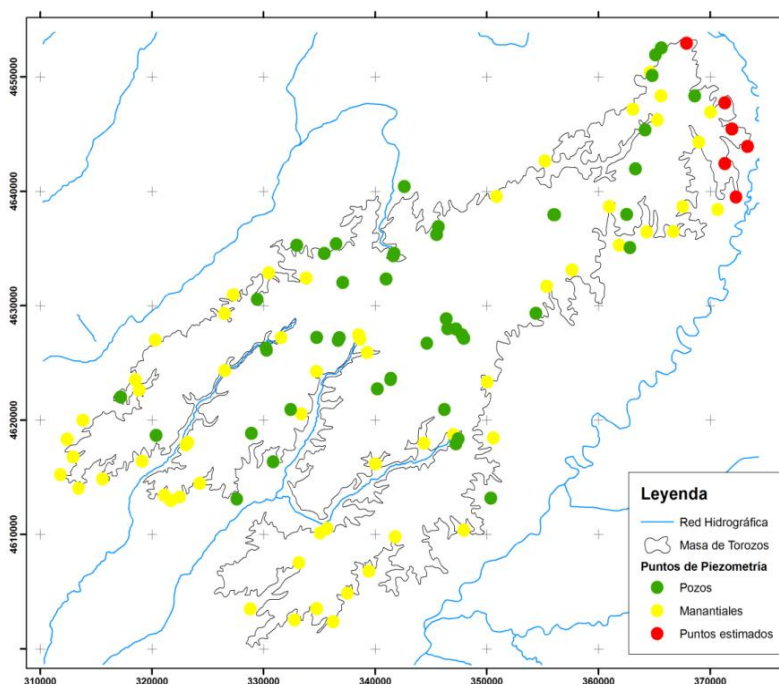 4650000
4640000
4630000
4620000
4610000
Leyenda
Red Hidrográfica
Masa de Torozos
Puntos de Piezometría
Pozos
Manantiales
Puntos estimados
310000 320000 330000 340000 350000 360000 370000